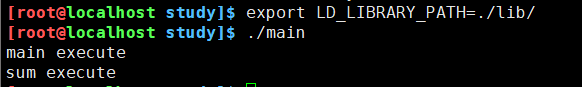 [root@localhost study]$ export LD_LIBRARY_PATH=./lib/
[root@localhost study]$ ./main
main execute
sum execute